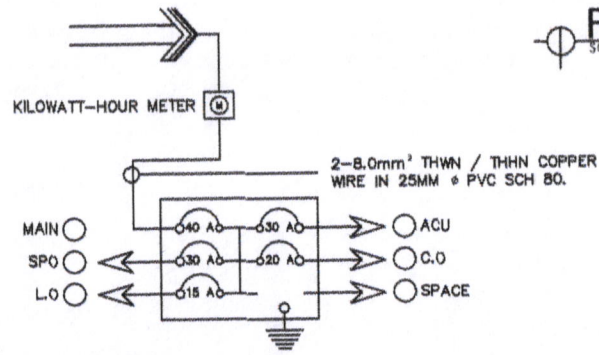 KILOWATT-HOUR METER
M
2-8.0mm² THWN / THHN COPPER
WIRE IN 25MM ø PVC SCH 80.
MAIN 40 A 30 A ACU
SPO 30 A 20 A C.O
L.O 15 A SPACE